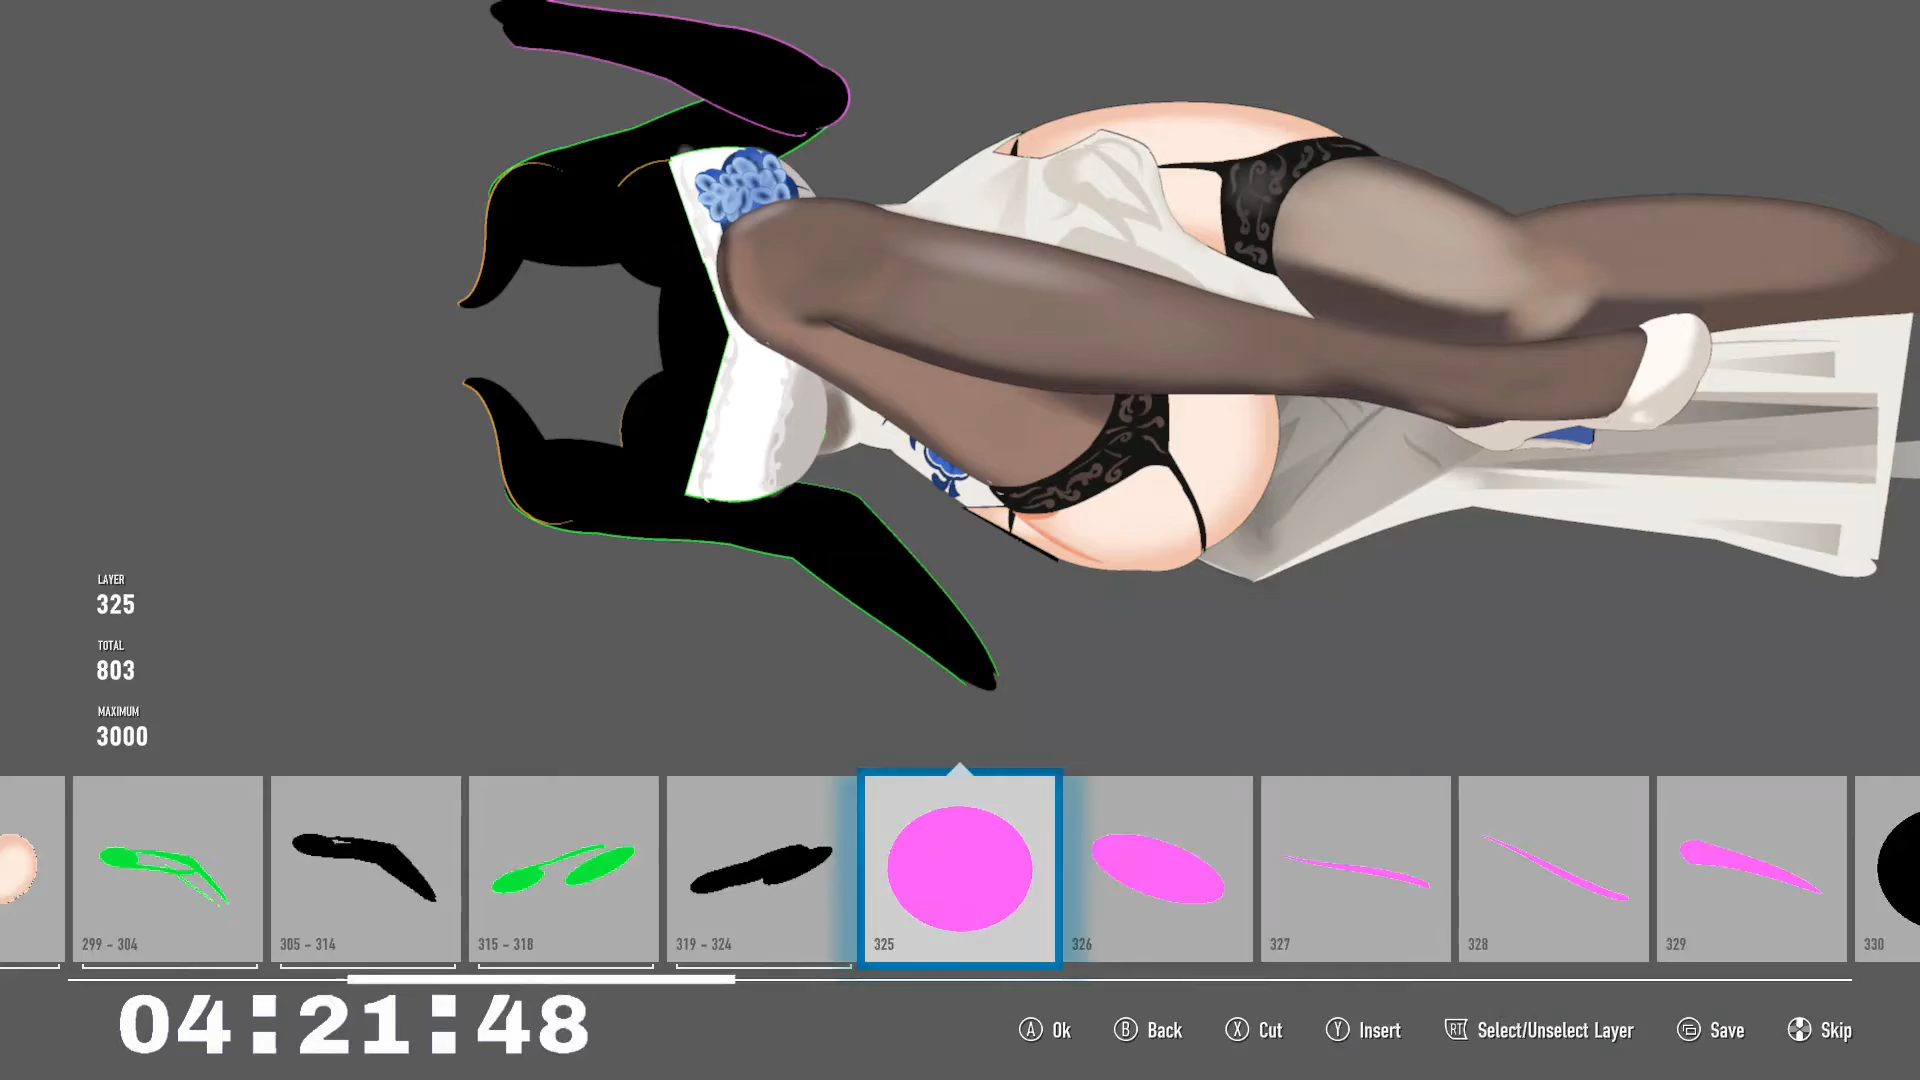 LAYER
325
TOTAL
803
MAXIMUM
3000
299 - 304
305 - 314
315 - 318
319 - 324
325
326
327
328
329
330
04:21:48
A Ok
B Back
X Cut
Y Insert
RT Select/Unselect Layer
Save
Skip